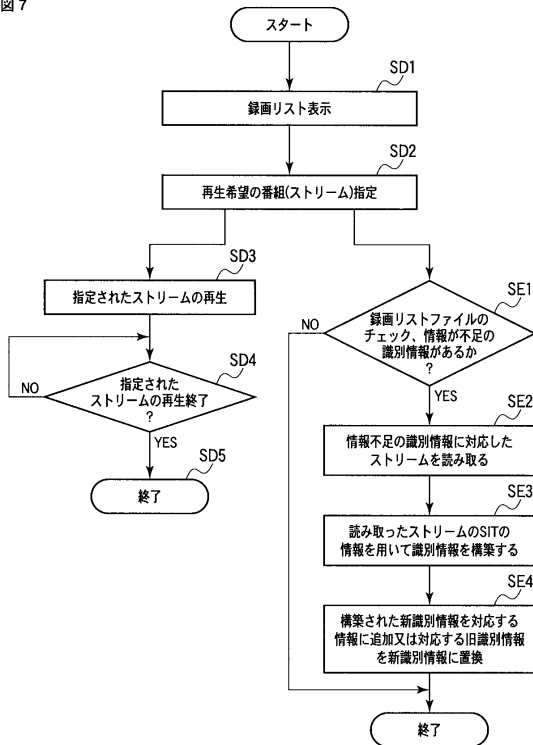 図7
スタート
SD1
録画リスト表示
SD2
再生希望の番組(ストリーム)指定
SD3
指定されたストリームの再生
SD4
指定された
ストリームの再生終了
?
NO
YES
SD5
終了
SE1
録画リストファイルの
チェック、情報が不足の
識別情報があるか
?
NO
YES
SE2
情報不足の識別情報に対応した
ストリームを読み取る
SE3
読み取ったストリームのSITの
情報を用いて識別情報を構築する
SE4
構築された新識別情報を対応する
情報に追加又は対応する旧識別情報
を新識別情報に置換
終了